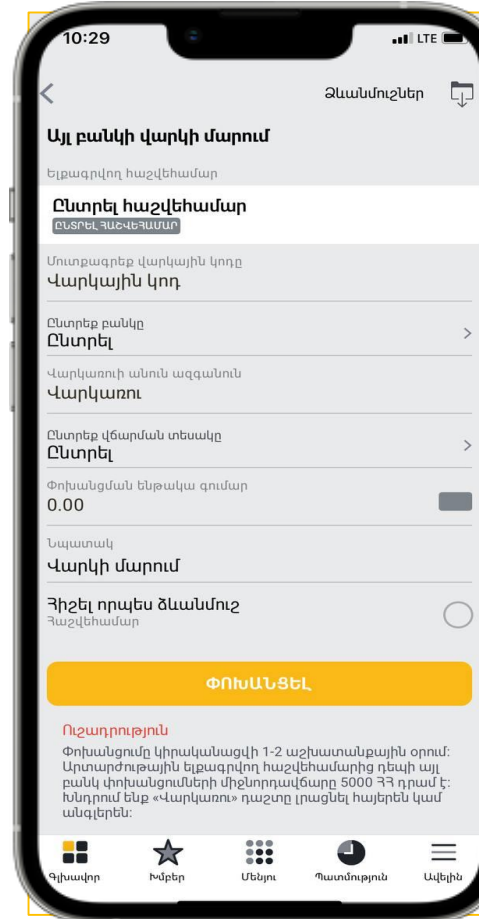 10:29
LTE
Ձևանմուշներ
Այլ բանկի վարկի մարում
Ելքագրվող հաշվեհամար
Ընտրել հաշվեհամար
ԸՆՏՐԵԼ ՀԱՇՎԵՀԱՄԱՐ
Մուտքագրեք վարկային կոդը
Վարկային կոդ
Ընտրեք բանկը
Ընտրել
Վարկառուի անուն ազգանուն
Վարկառու
Ընտրեք վճարման տեսակը
Ընտրել
Փոխանցման ենթակա գումար
0.00
Նպատակ
Վարկի մարում
Հիշել որպես ձևանմուշ
Հաշվեհամար
ՓՈԽԱՆՑԵԼ
Ուշադրություն
Փոխանցումը կիրականացվի 1-2 աշխատանքային օրում:
Արտարժութային ելքագրվող հաշվեհամարից դեպի այլ
բանկ փոխանցումների միջնորդավճարը 5000 ՀՀ դրամ է:
Խնդրում ենք «Վարկառու» դաշտը լրացնել հայերեն կամ
անգլերեն:
Գլխավոր
Խմբեր
Մենյու
Պատմություն
Ավելին